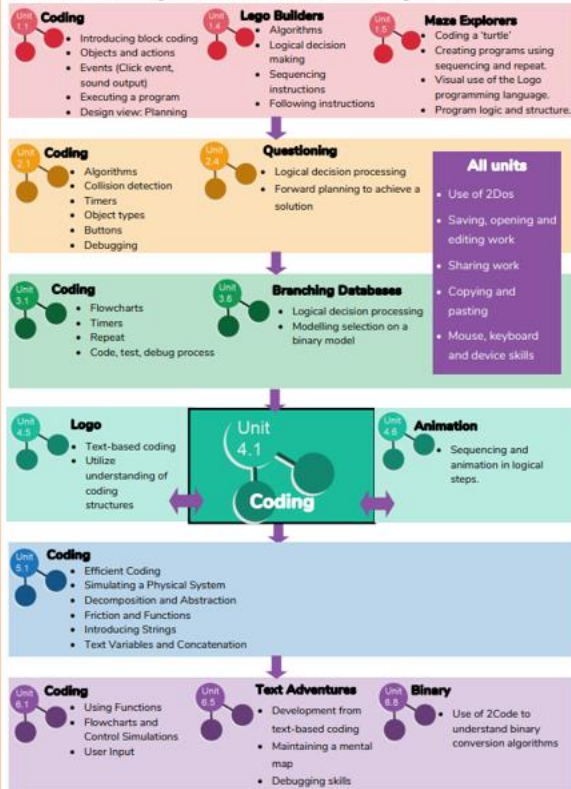 Unit
1.1
Coding
• Introducing block coding
• Objects and actions
• Events (Click event,
sound output)
• Executing a program
• Design view: Planning
Unit
1.4
Lego Builders
• Algorithms
• Logical decision
making
• Sequencing
instructions
• Following instructions
Unit
1.5
Maze Explorers
• Coding a 'turtle'
• Creating programs using
sequencing and repeat.
• Visual use of the Logo
programming language.
• Program logic and structure.
Unit
2.1
Coding
• Algorithms
• Collision detection
• Timers
• Object types
• Buttons
• Debugging
Unit
2.4
Questioning
• Logical decision processing
• Forward planning to achieve a
solution
All units
• Use of 2Dos
• Saving, opening and
editing work
• Sharing work
• Copying and
pasting
• Mouse, keyboard
and device skills
Unit
3.1
Coding
• Flowcharts
• Timers
• Repeat
• Code, test, debug process
Unit
3.6
Branching Databases
• Logical decision processing
• Modelling selection on a
binary model
Unit
4.5
Logo
• Text-based coding
• Utilize
understanding of
coding
structures
Unit
4.1
Coding
Unit
4.6
Animation
• Sequencing and
animation in logical
steps.
Unit
5.1
Coding
• Efficient Coding
• Simulating a Physical System
• Decomposition and Abstraction
• Friction and Functions
• Introducing Strings
• Text Variables and Concatenation
Unit
6.1
Coding
• Using Functions
• Flowcharts and
Control Simulations
• User Input
Unit
6.5
Text Adventures
• Development from
text-based coding
• Maintaining a mental
map
• Debugging skills
Unit
6.8
Binary
• Use of 2Code to
understand binary
conversion algorithms